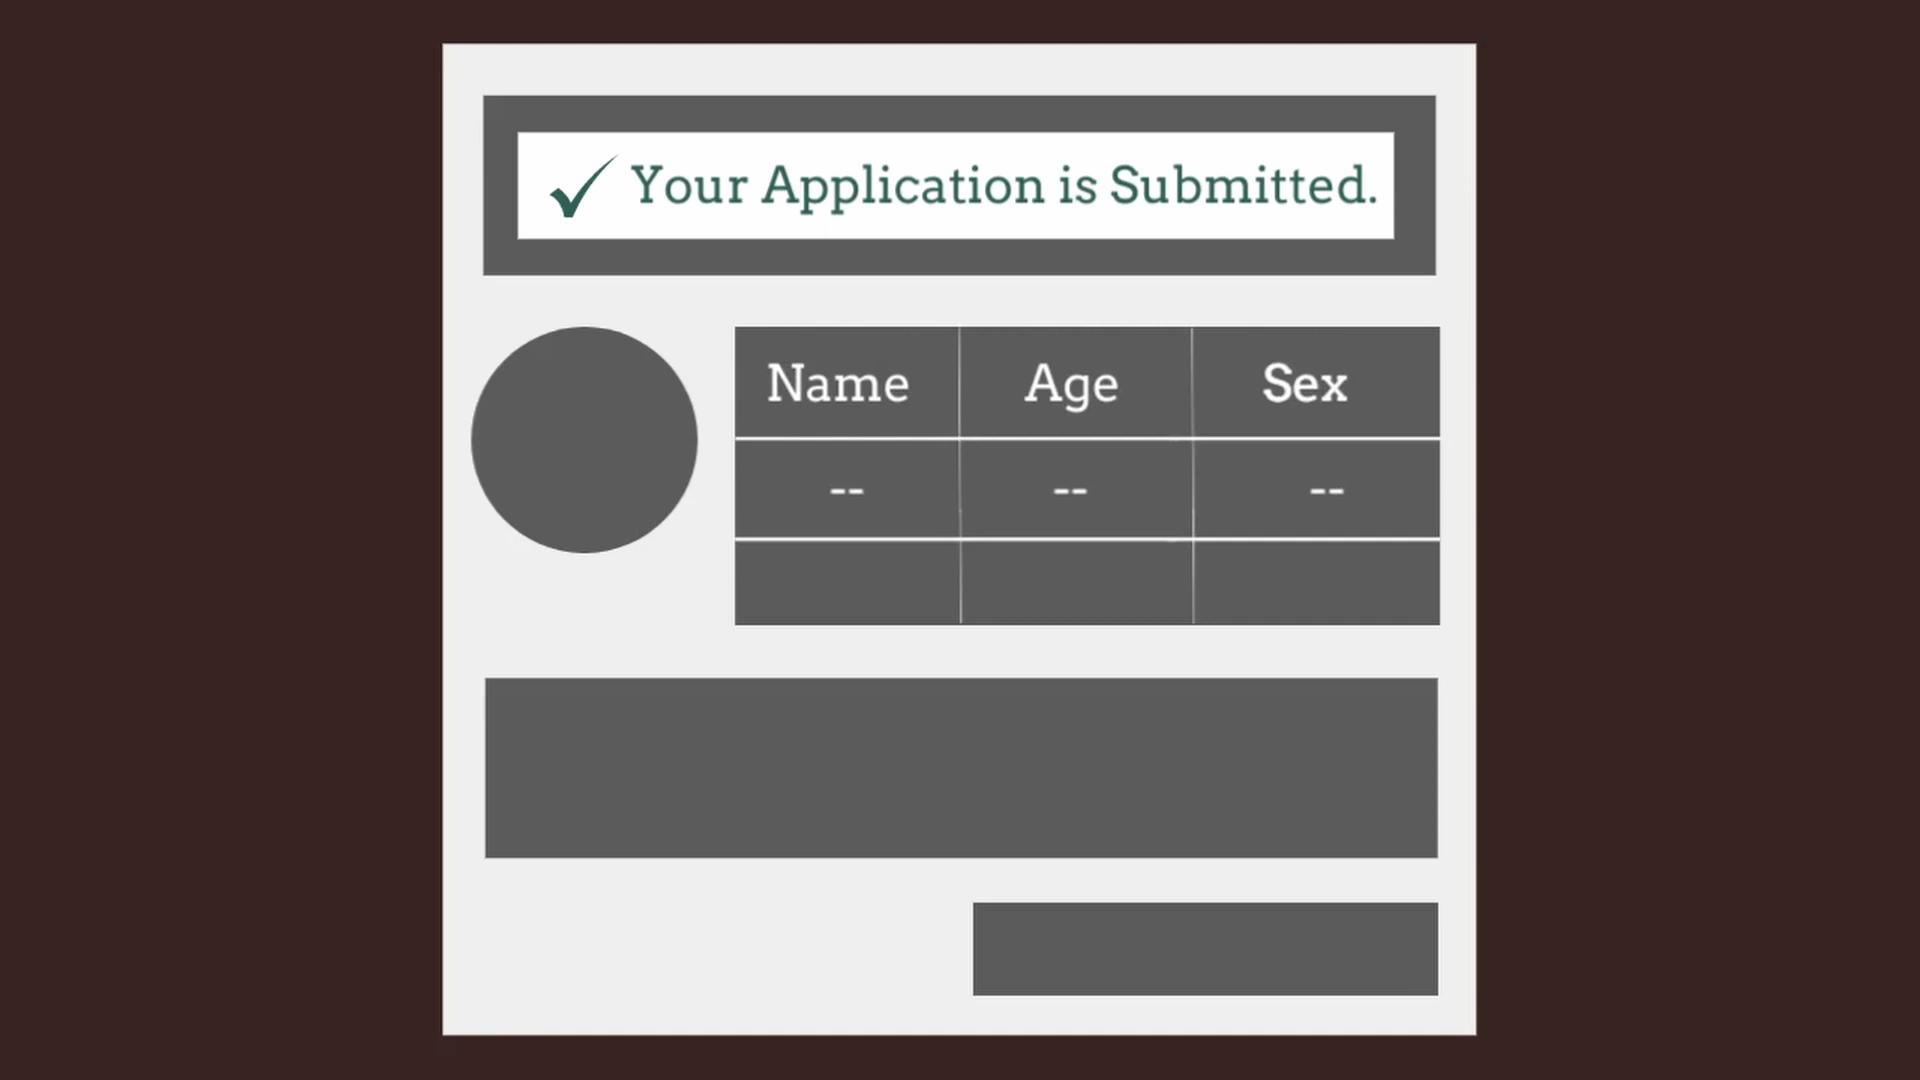 ✓ Your Application is Submitted.
Name Age Sex
-- -- --